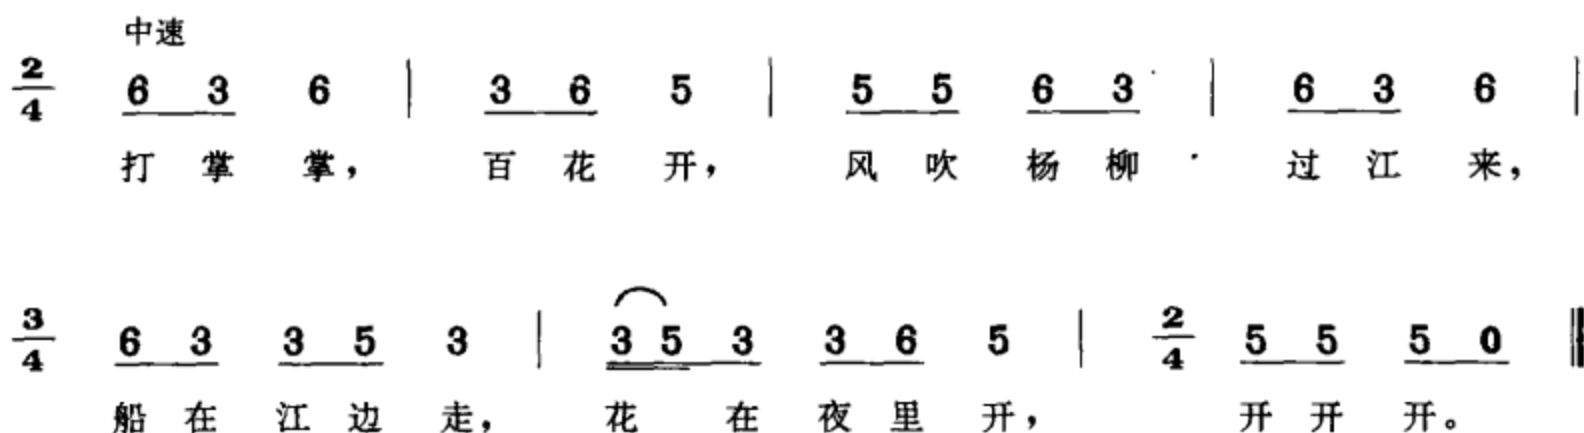 中速
2/4 6 3 6 | 3 6 5 | 5 5 6 3 | 6 3 6 |
打 掌 掌， 百 花 开， 风 吹 杨 柳 过 江 来，
3/4 6 3 3 5 3 | 3 5 3 3 6 5 | 2/4 5 5 5 0 ‖
船 在 江 边 走， 花 在 夜 里 开， 开 开 开。